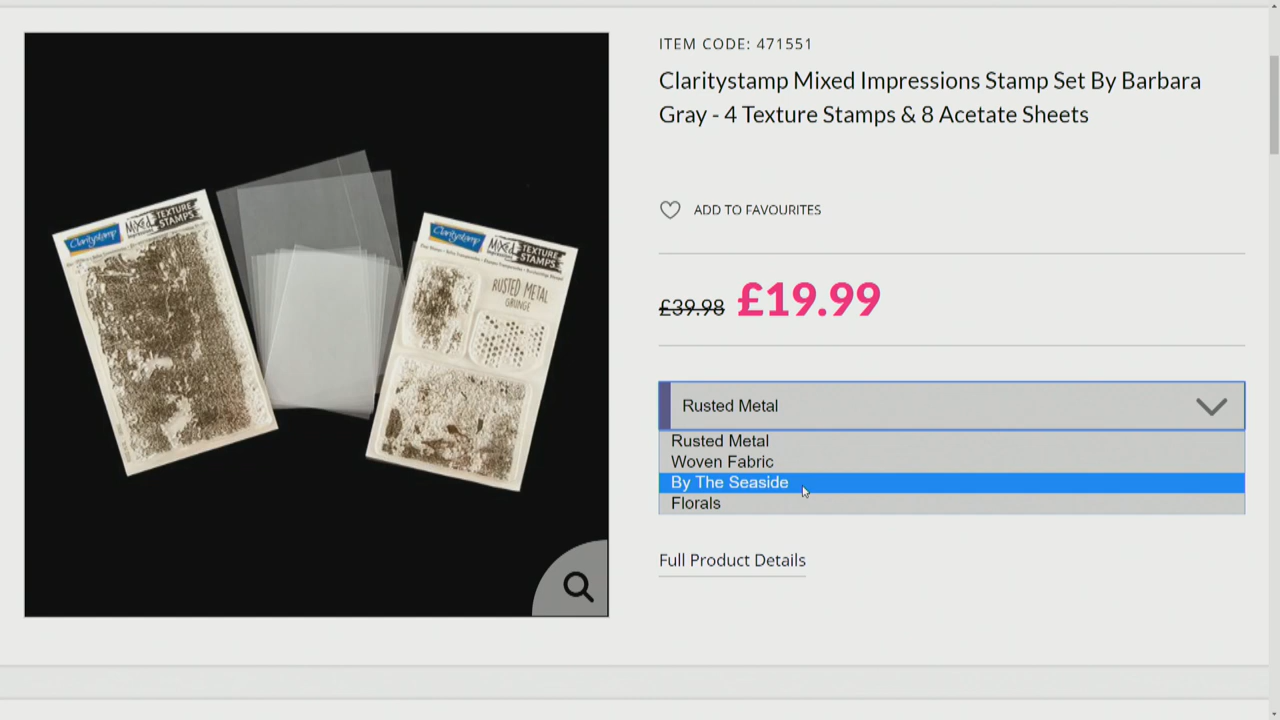 ITEM CODE: 471551
Claritystamp Mixed Impressions Stamp Set By Barbara
Gray - 4 Texture Stamps & 8 Acetate Sheets
ADD TO FAVOURITES
£39.98 £19.99
Rusted Metal
Rusted Metal
Woven Fabric
By The Seaside
Florals
Full Product Details
Claritystamp MIXED TEXTURE
STAMPS
Claritystamp MIXED TEXTURE
STAMPS
RUSTED METAL
GRUNGE